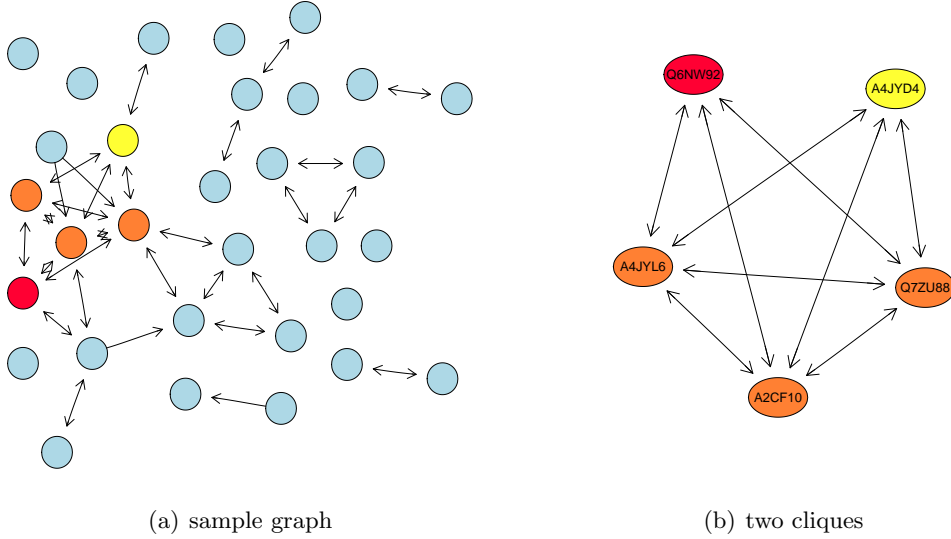 Q6NW92
A4JYD4
A4JYL6
Q7ZU88
A2CF10
(a) sample graph
(b) two cliques